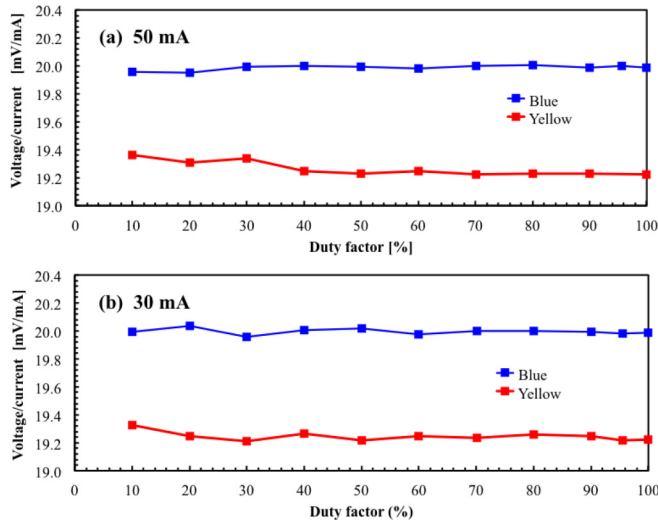 20.4
(a) 50 mA
20.2
20.0
19.8
Blue
19.6
Yellow
19.4
19.2
19.0
Voltage/current [mV/mA]
0 10 20 30 40 50 60 70 80 90 100
Duty factor [%]
20.4
(b) 30 mA
20.2
20.0
19.8
Blue
19.6
Yellow
19.4
19.2
19.0
Voltage/current [mV/mA]
0 10 20 30 40 50 60 70 80 90 100
Duty factor (%)